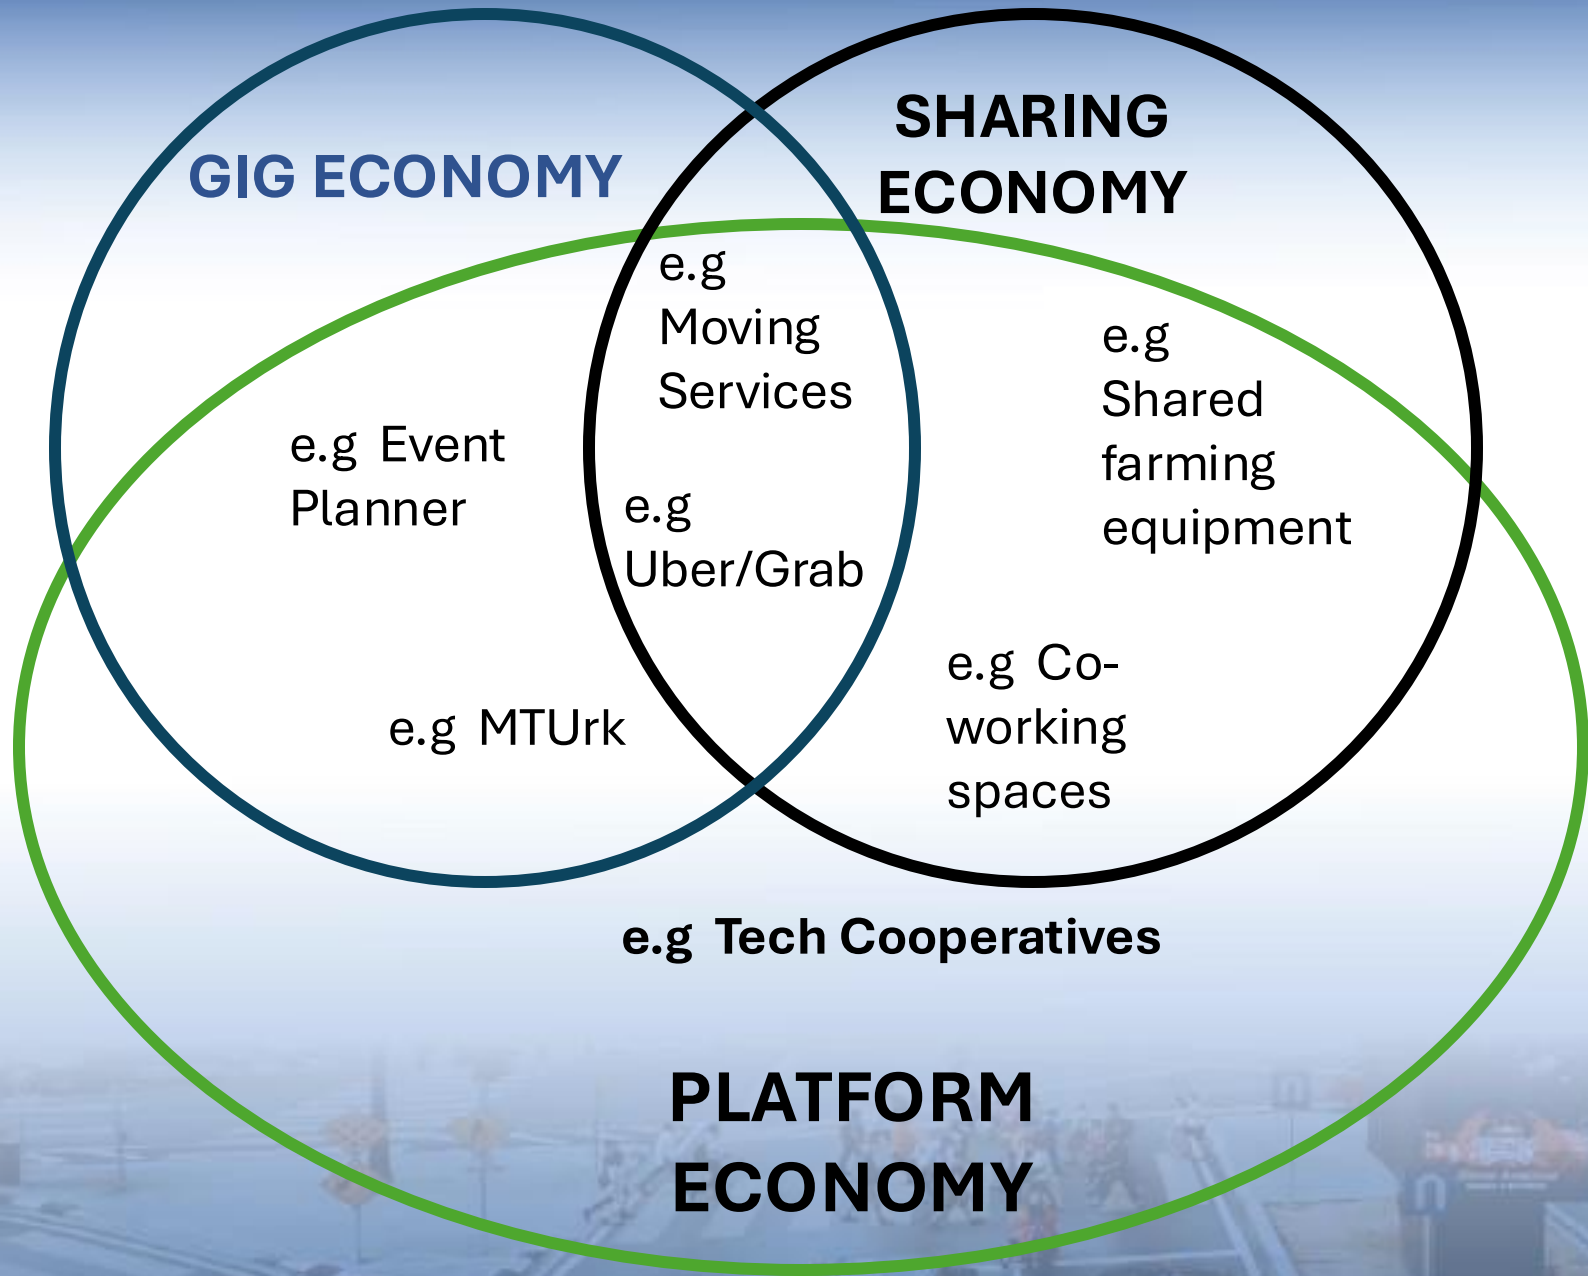 GIG ECONOMY
SHARING
ECONOMY
e.g
Moving
Services
e.g Event
Planner
e.g
Uber/Grab
e.g
Shared
farming
equipment
e.g MTUrk
e.g Co-
working
spaces
e.g Tech Cooperatives
PLATFORM
ECONOMY